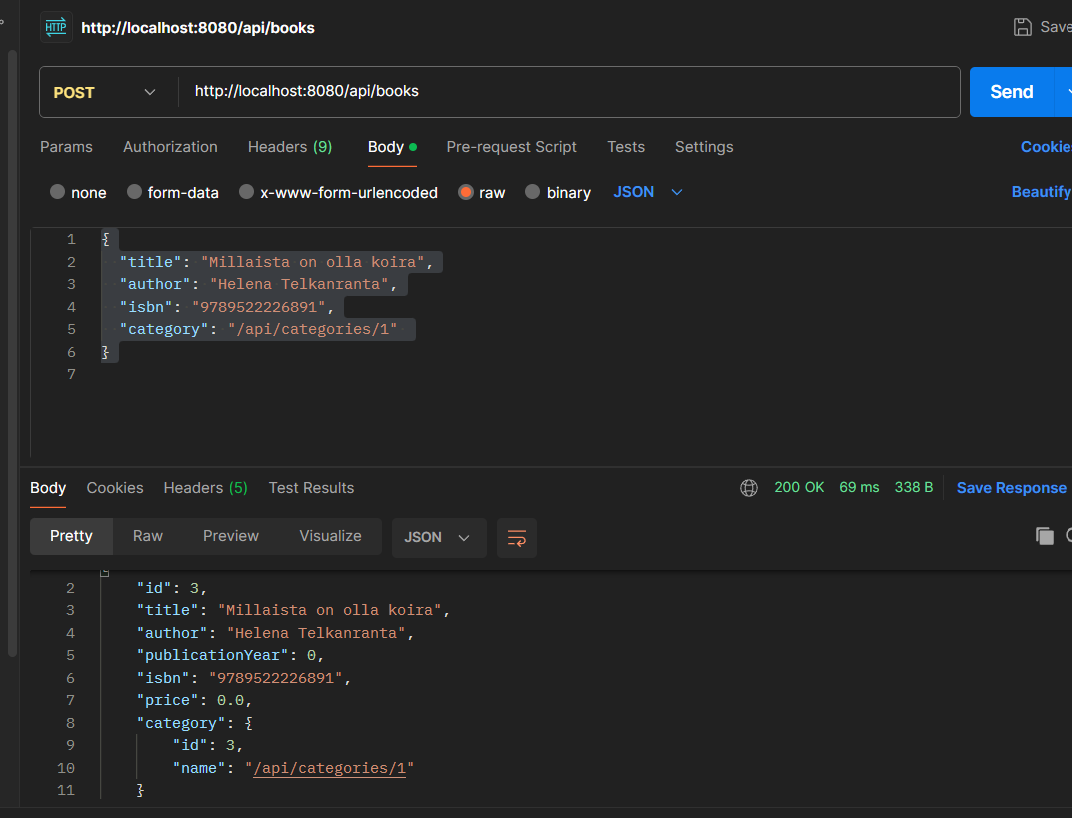 HTTP http://localhost:8080/api/books Save
POST http://localhost:8080/api/books Send
Params Authorization Headers (9) Body Pre-request Script Tests Settings Cookie
none form-data x-www-form-urlencoded raw binary JSON Beautify
1 {
2 "title": "Millaista on olla koira",
3 "author": "Helena Telkanranta",
4 "isbn": "9789522226891",
5 "category": "/api/categories/1"
6 }
7
Body Cookies Headers (5) Test Results 200 OK 69 ms 338 B Save Response
Pretty Raw Preview Visualize JSON
2 "id": 3,
3 "title": "Millaista on olla koira",
4 "author": "Helena Telkanranta",
5 "publicationYear": 0,
6 "isbn": "9789522226891",
7 "price": 0.0,
8 "category": {
9 "id": 3,
10 "name": "/api/categories/1"
11 }